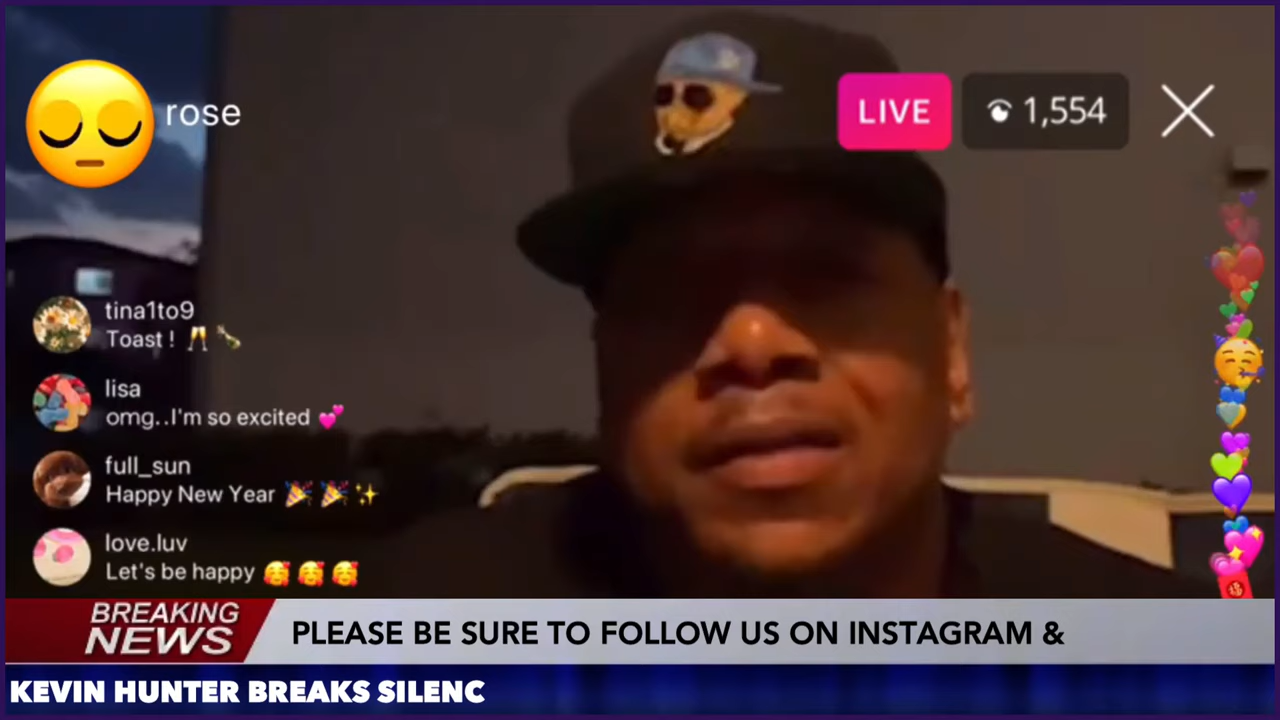 rose
LIVE
1,554
tina1to9
Toast !
lisa
omg..I'm so excited
full_sun
Happy New Year
love.luv
Let's be happy
BREAKING
NEWS
PLEASE BE SURE TO FOLLOW US ON INSTAGRAM &
KEVIN HUNTER BREAKS SILENC